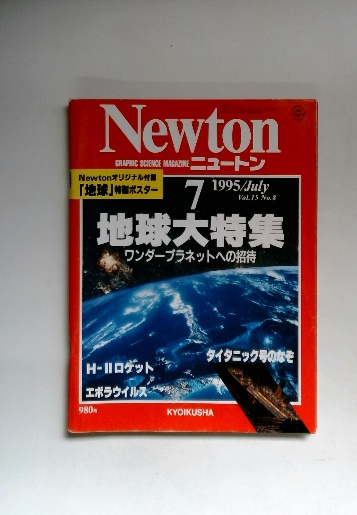 Newton
GRAPHIC SCIENCE MAGAZINE ニュートン
Newtonオリジナル付録
「地球」特製ポスター
7 1995/July
Vol.15 No.8
地球大特集
ワンダープラネットへの招待
タイタニック号のなぞ
H-IIロケット
エボラウイルス
980円
KYOIKUSHA